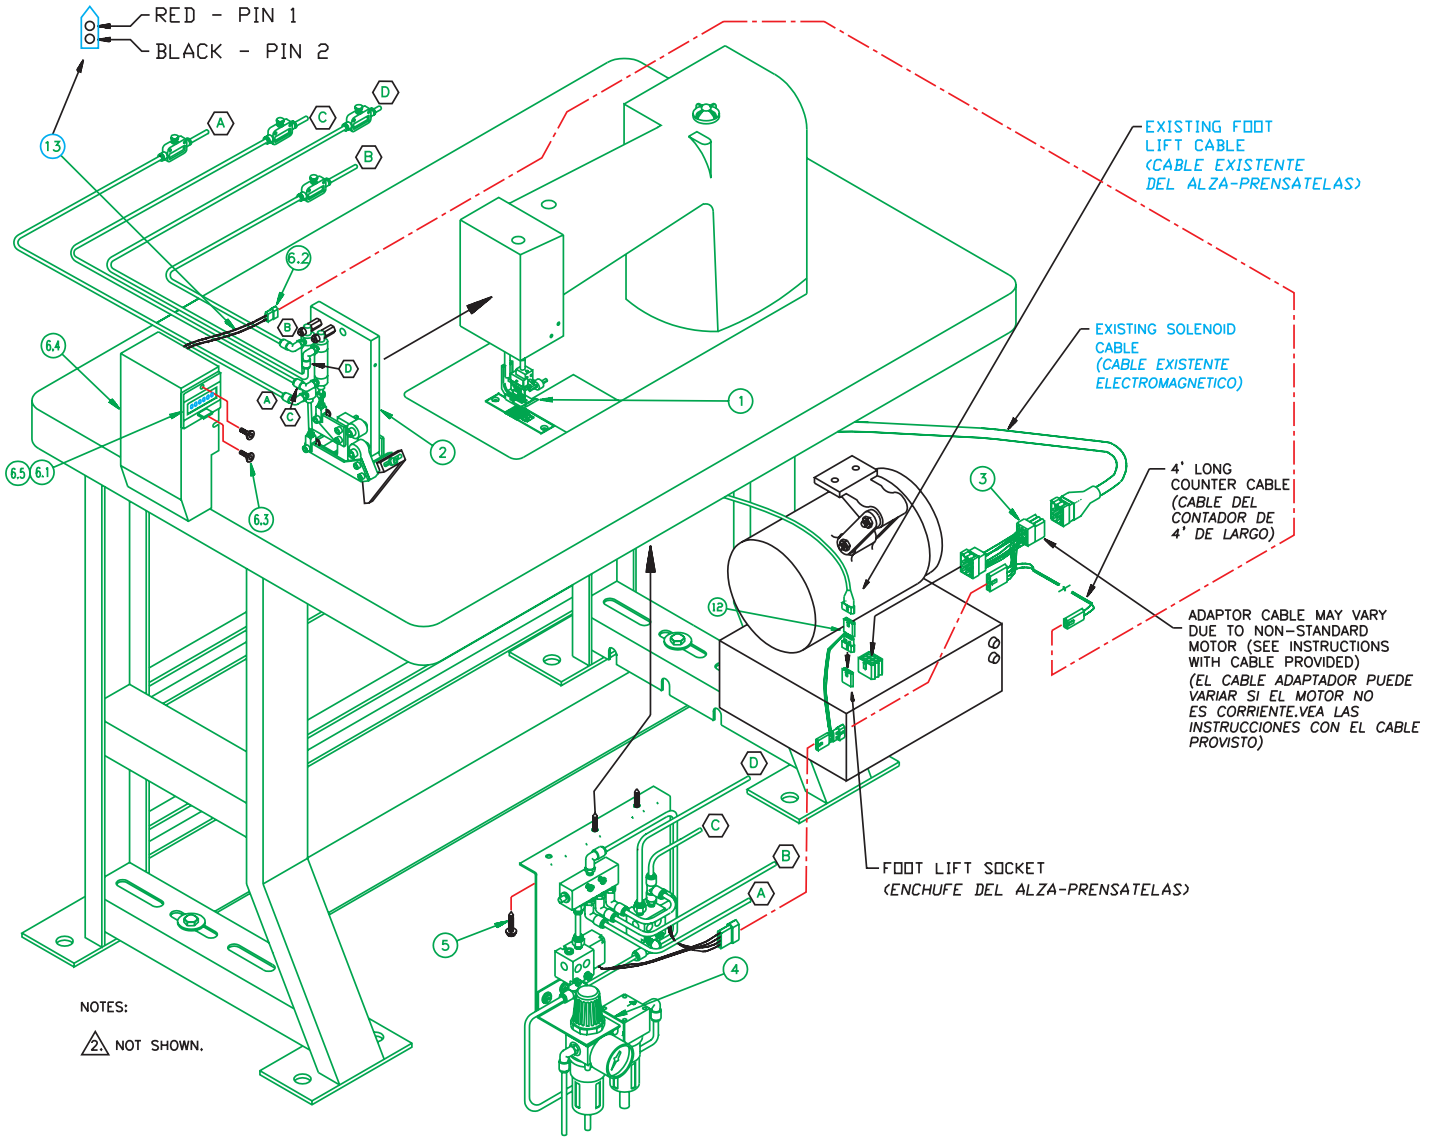 RED - PIN 1
BLACK - PIN 2
13
A
C
D
B
6.2
B
D
A
C
6.4
6.5
6.1
6.3
1
2
EXISTING FOOT
LIFT CABLE
(CABLE EXISTENTE
DEL ALZA-PRENSATELAS)
EXISTING SOLENOID
CABLE
(CABLE EXISTENTE
ELECTROMAGNETICO)
3
4' LONG
COUNTER CABLE
(CABLE DEL
CONTADOR DE
4' DE LARGO)
12
ADAPTOR CABLE MAY VARY
DUE TO NON-STANDARD
MOTOR (SEE INSTRUCTIONS
WITH CABLE PROVIDED)
(EL CABLE ADAPTADOR PUEDE
VARIAR SI EL MOTOR NO
ES CORRIENTE.VEA LAS
INSTRUCCIONES CON EL CABLE
PROVISTO)
D
C
B
A
FOOT LIFT SOCKET
(ENCHUFE DEL ALZA-PRENSATELAS)
5
4
NOTES:
2. NOT SHOWN.